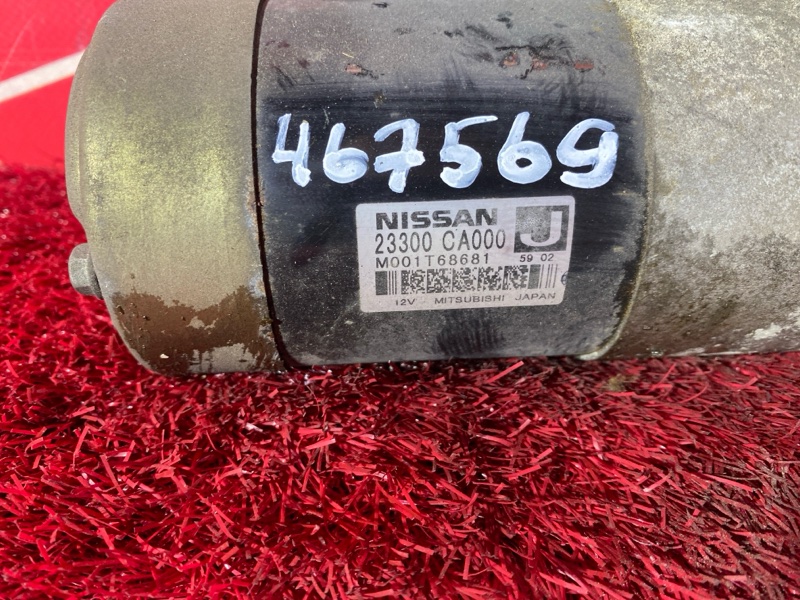 467569
NISSAN
23300 CA000 J
M001T68681 59 02
12V MITSUBISHI JAPAN